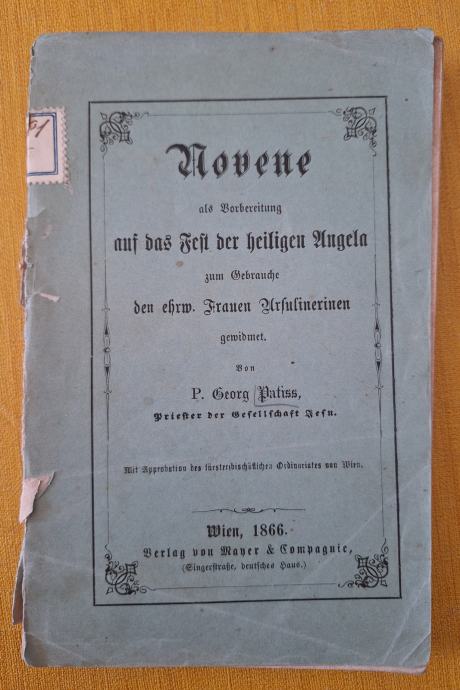 Novene
als Vorbereitung
auf das Fest der heiligen Angela
zum Gebrauche
den ehrw. Frauen Ursulinerinen
gewidmet.
Von
P. Georg Patiss,
Priester der Gesellschaft Jesu.
Mit Approbation des fürsterzbischöflichen Ordinariates von Wien.
Wien, 1866.
Verlag von Mayer & Compagnie,
(Singerstraße, deutsches Haus.)